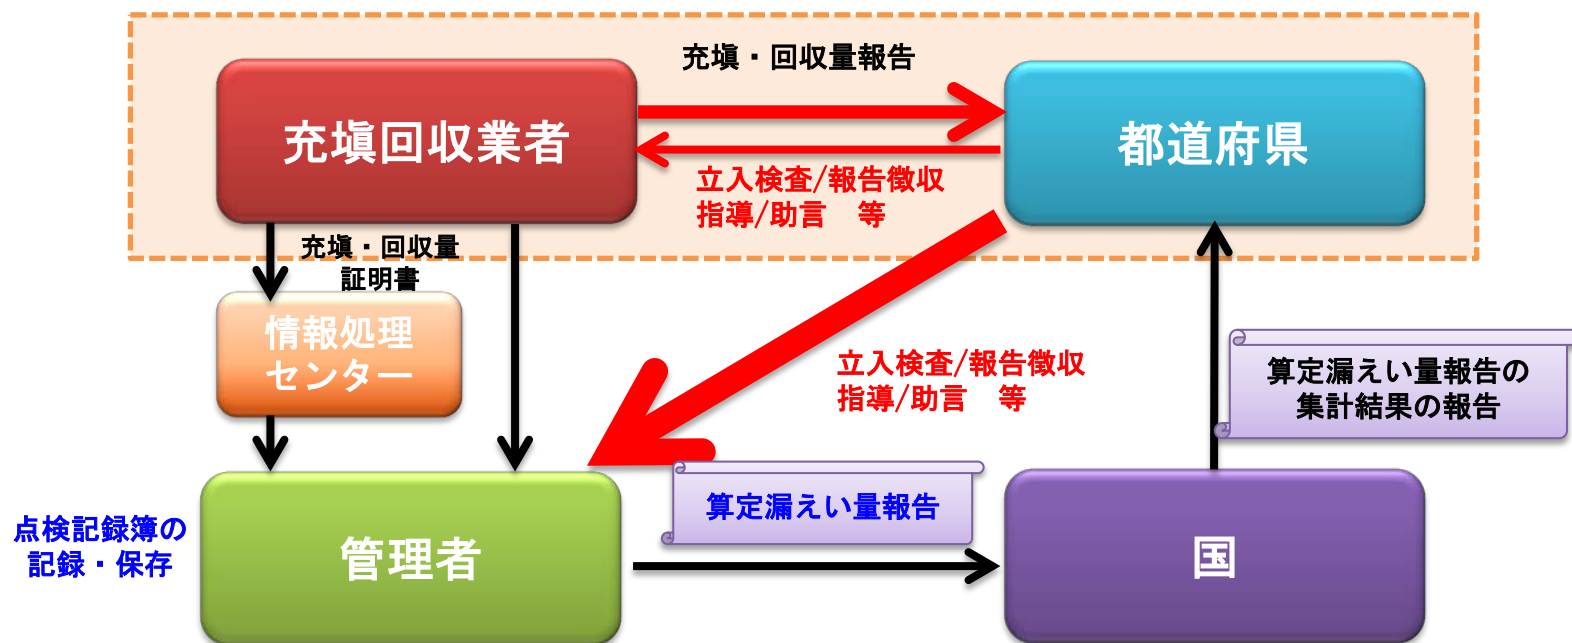 充塡・回収量報告
充塡回収業者
都道府県
立入検査/報告徴収
指導/助言　等
充塡・回収量
証明書
情報処理
センター
立入検査/報告徴収
指導/助言　等
算定漏えい量報告の
集計結果の報告
算定漏えい量報告
点検記録簿の
記録・保存
管理者
国